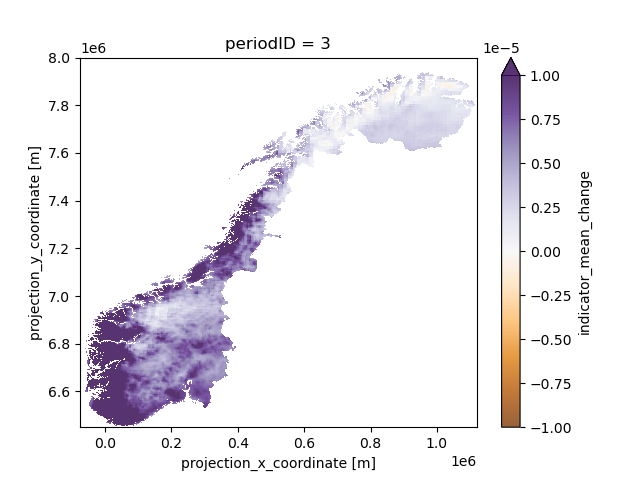 periodID = 3
1e6
1e−5
8.0
7.8
7.6
7.4
7.2
7.0
6.8
6.6
projection_y_coordinate [m]
0.0 0.2 0.4 0.6 0.8 1.0
1e6
projection_x_coordinate [m]
1.00
0.75
0.50
0.25
0.00
−0.25
−0.50
−0.75
−1.00
indicator_mean_change